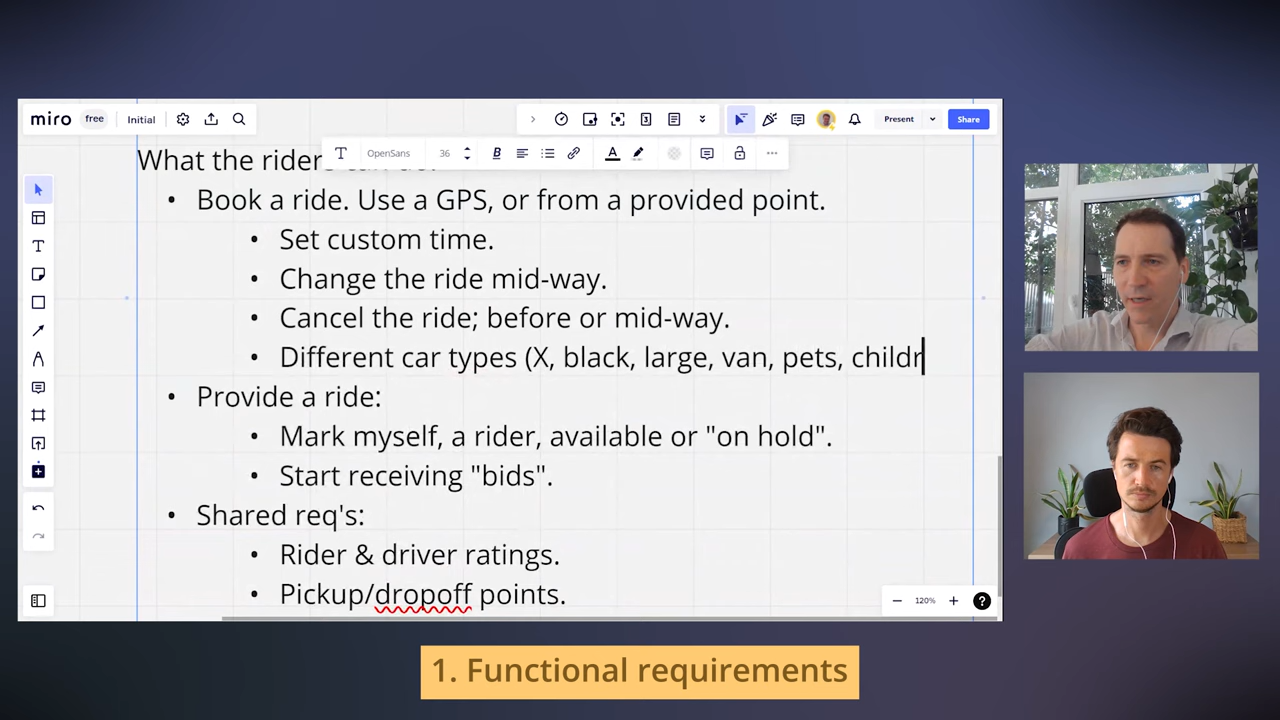 miro free Initial
Present Share
OpenSans 36 B A
What the riders can do:
• Book a ride. Use a GPS, or from a provided point.
• Set custom time.
• Change the ride mid-way.
• Cancel the ride; before or mid-way.
• Different car types (X, black, large, van, pets, childr
• Provide a ride:
• Mark myself, a rider, available or "on hold".
• Start receiving "bids".
• Shared req's:
• Rider & driver ratings.
• Pickup/dropoff points.
120%
1. Functional requirements